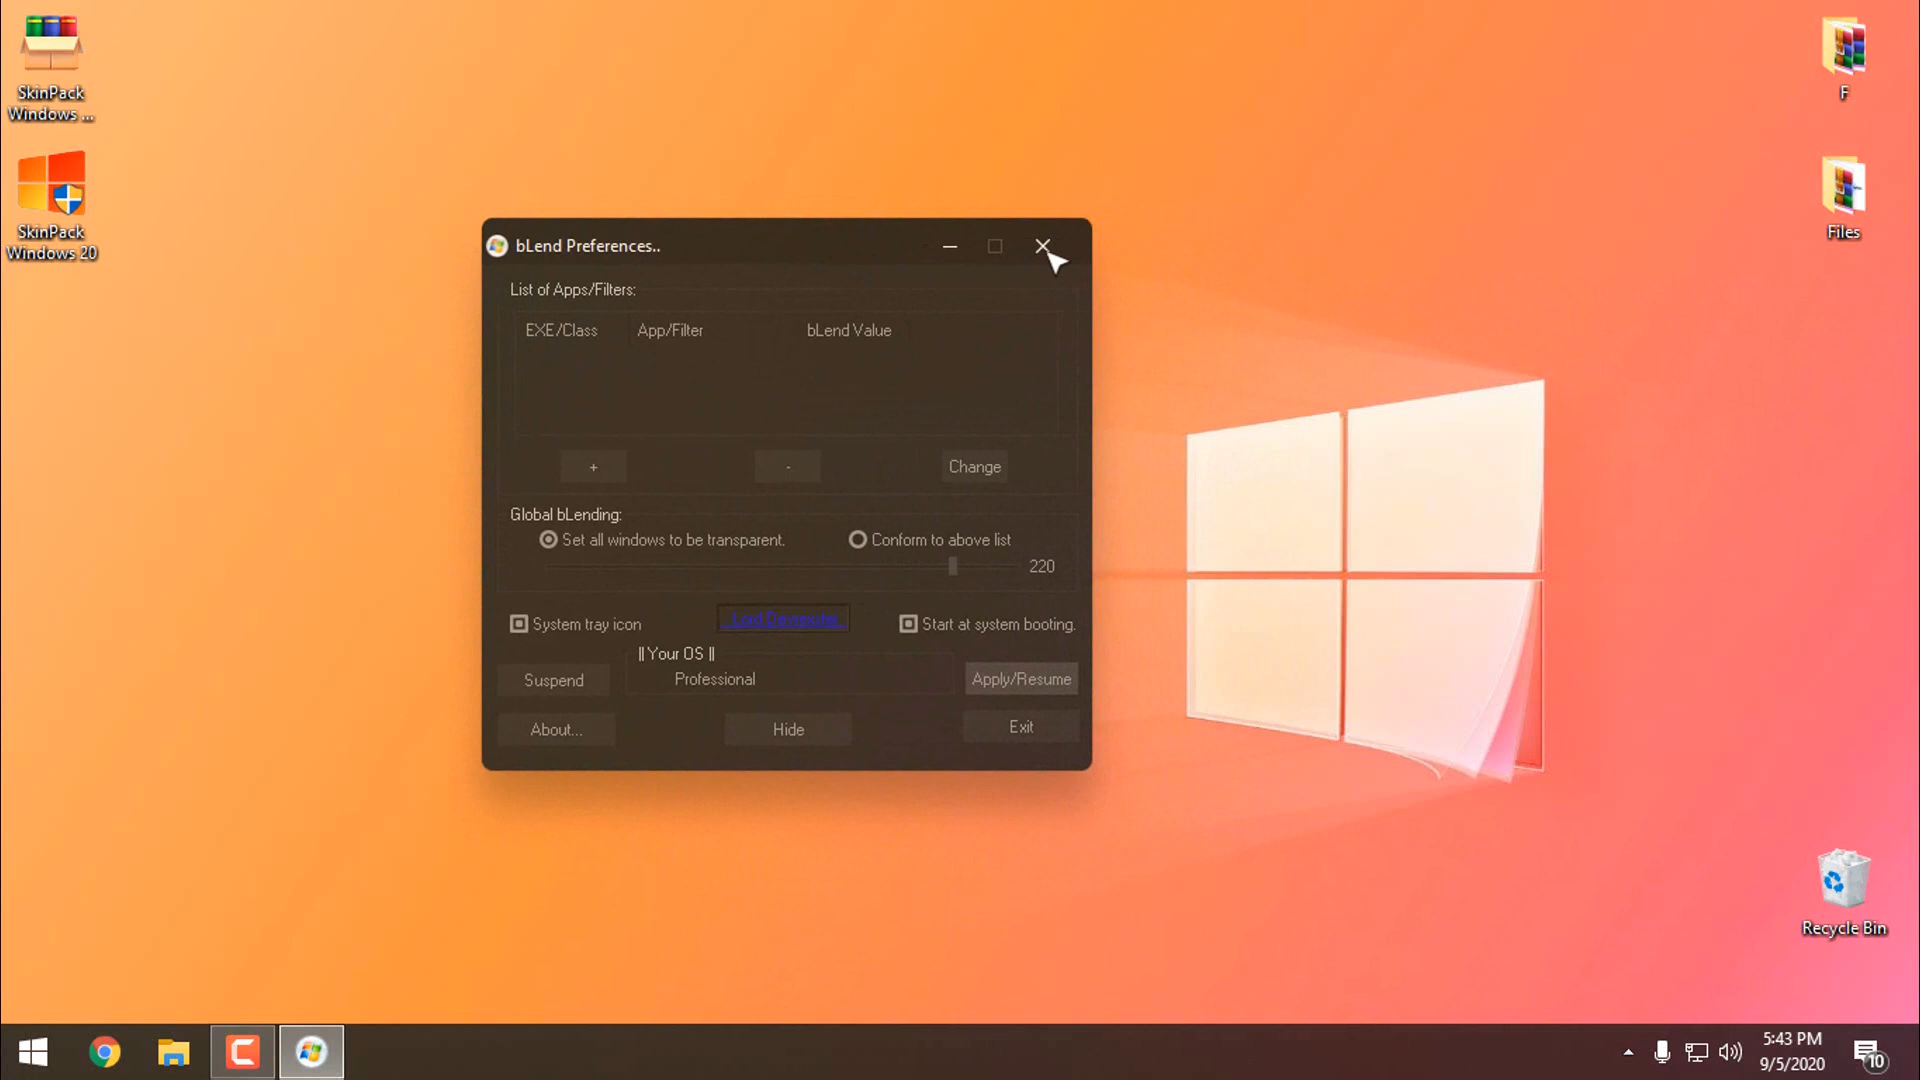 SkinPack
Windows ...
SkinPack
Windows 20
F
Files
bLend Preferences..
List of Apps/Filters:
EXE/Class
App/Filter
bLend Value
+
-
Change
Global bLending:
Set all windows to be transparent.
Conform to above list
220
System tray icon
Start at system booting.
|| Your OS ||
Suspend
Professional
Apply/Resume
About...
Hide
Exit
Recycle Bin
5:43 PM
9/5/2020
10